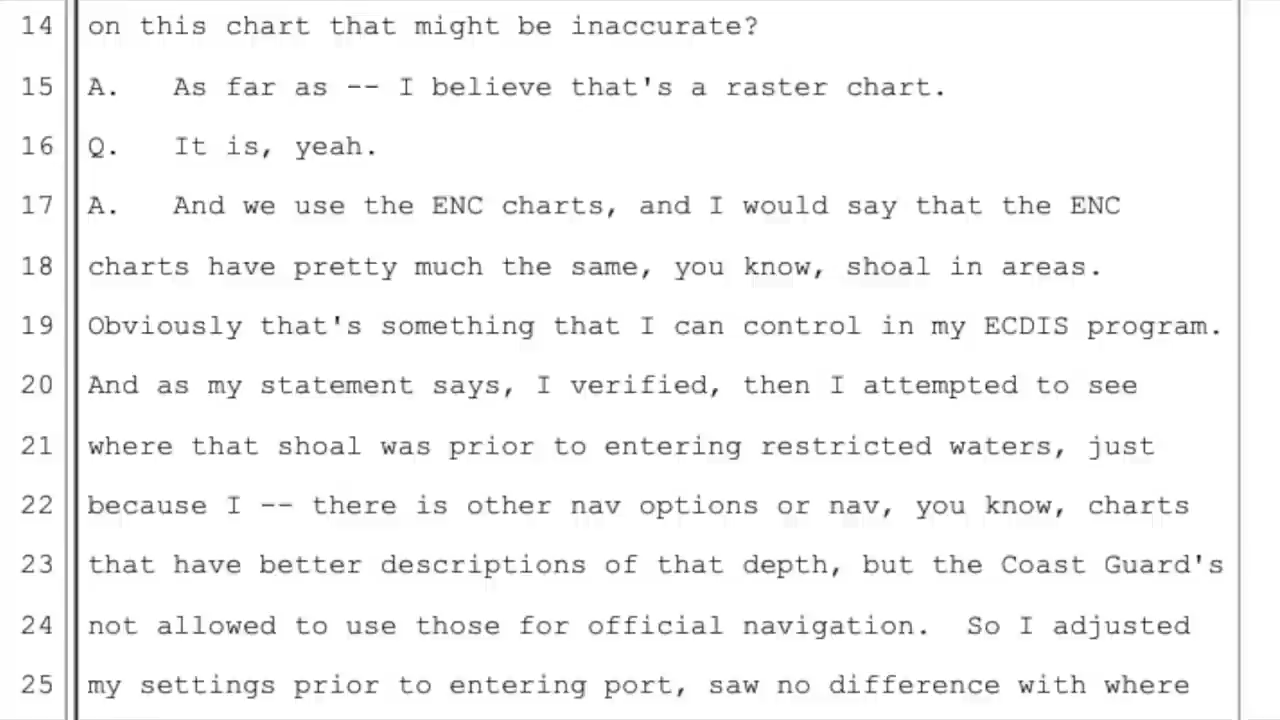 14 on this chart that might be inaccurate?
15 A. As far as -- I believe that's a raster chart.
16 Q. It is, yeah.
17 A. And we use the ENC charts, and I would say that the ENC
18 charts have pretty much the same, you know, shoal in areas.
19 Obviously that's something that I can control in my ECDIS program.
20 And as my statement says, I verified, then I attempted to see
21 where that shoal was prior to entering restricted waters, just
22 because I -- there is other nav options or nav, you know, charts
23 that have better descriptions of that depth, but the Coast Guard's
24 not allowed to use those for official navigation. So I adjusted
25 my settings prior to entering port, saw no difference with where